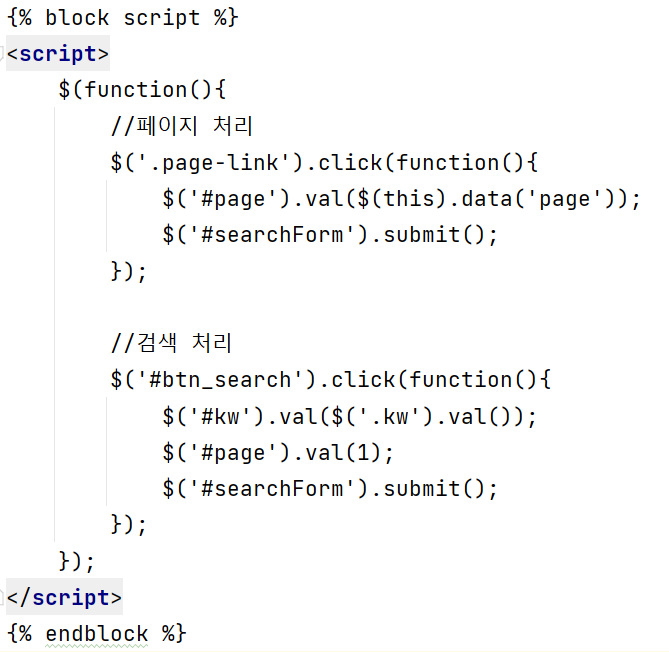 {% block script %}
<script>
    $(function(){
        //페이지 처리
        $('.page-link').click(function(){
            $('#page').val($(this).data('page'));
            $('#searchForm').submit();
        });

        //검색 처리
        $('#btn_search').click(function(){
            $('#kw').val($('.kw').val());
            $('#page').val(1);
            $('#searchForm').submit();
        });
    });
</script>
{% endblock %}